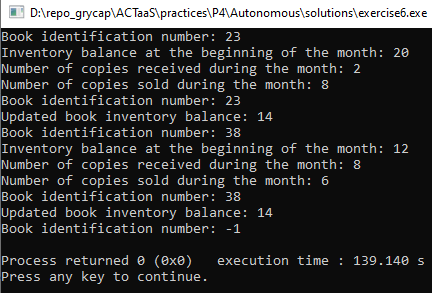 D:\repo_grycap\ACTaaS\practices\P4\Autonomous\solutions\exercise6.exe
Book identification number: 23
Inventory balance at the beginning of the month: 20
Number of copies received during the month: 2
Number of copies sold during the month: 8
Book identification number: 23
Updated book inventory balance: 14
Book identification number: 38
Inventory balance at the beginning of the month: 12
Number of copies received during the month: 8
Number of copies sold during the month: 6
Book identification number: 38
Updated book inventory balance: 14
Book identification number: -1
Process returned 0 (0x0)   execution time : 139.140 s
Press any key to continue.